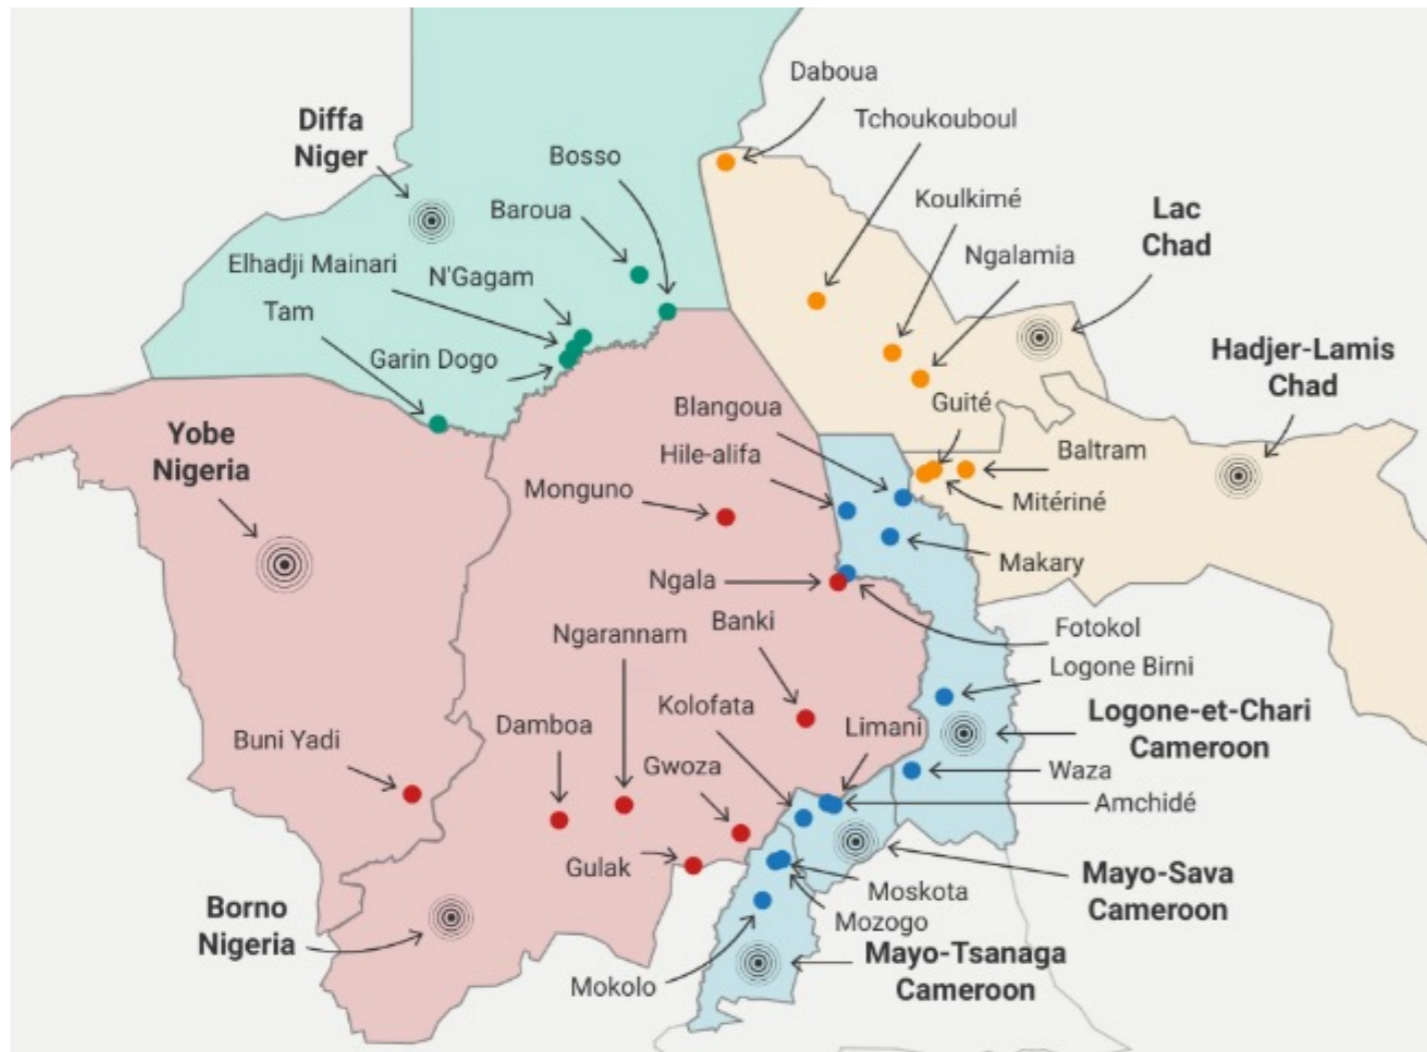 Daboua
Tchoukouboul
Diffa
Niger
Bosso
Koulkimé
Lac
Chad
Baroua
Ngalamia
Elhadji Mainari
N'Gagam
Tam
Hadjer-Lamis
Chad
Garin Dogo
Guité
Blangoua
Yobe
Nigeria
Hile-alifa
Baltram
Monguno
Mitériné
Makary
Ngala
Banki
Fotokol
Ngarannam
Logone Birni
Kolofata
Logone-et-Chari
Cameroon
Damboa
Limani
Buni Yadi
Gwoza
Waza
Amchidé
Gulak
Mayo-Sava
Cameroon
Moskota
Borno
Nigeria
Mozogo
Mayo-Tsanaga
Cameroon
Mokolo